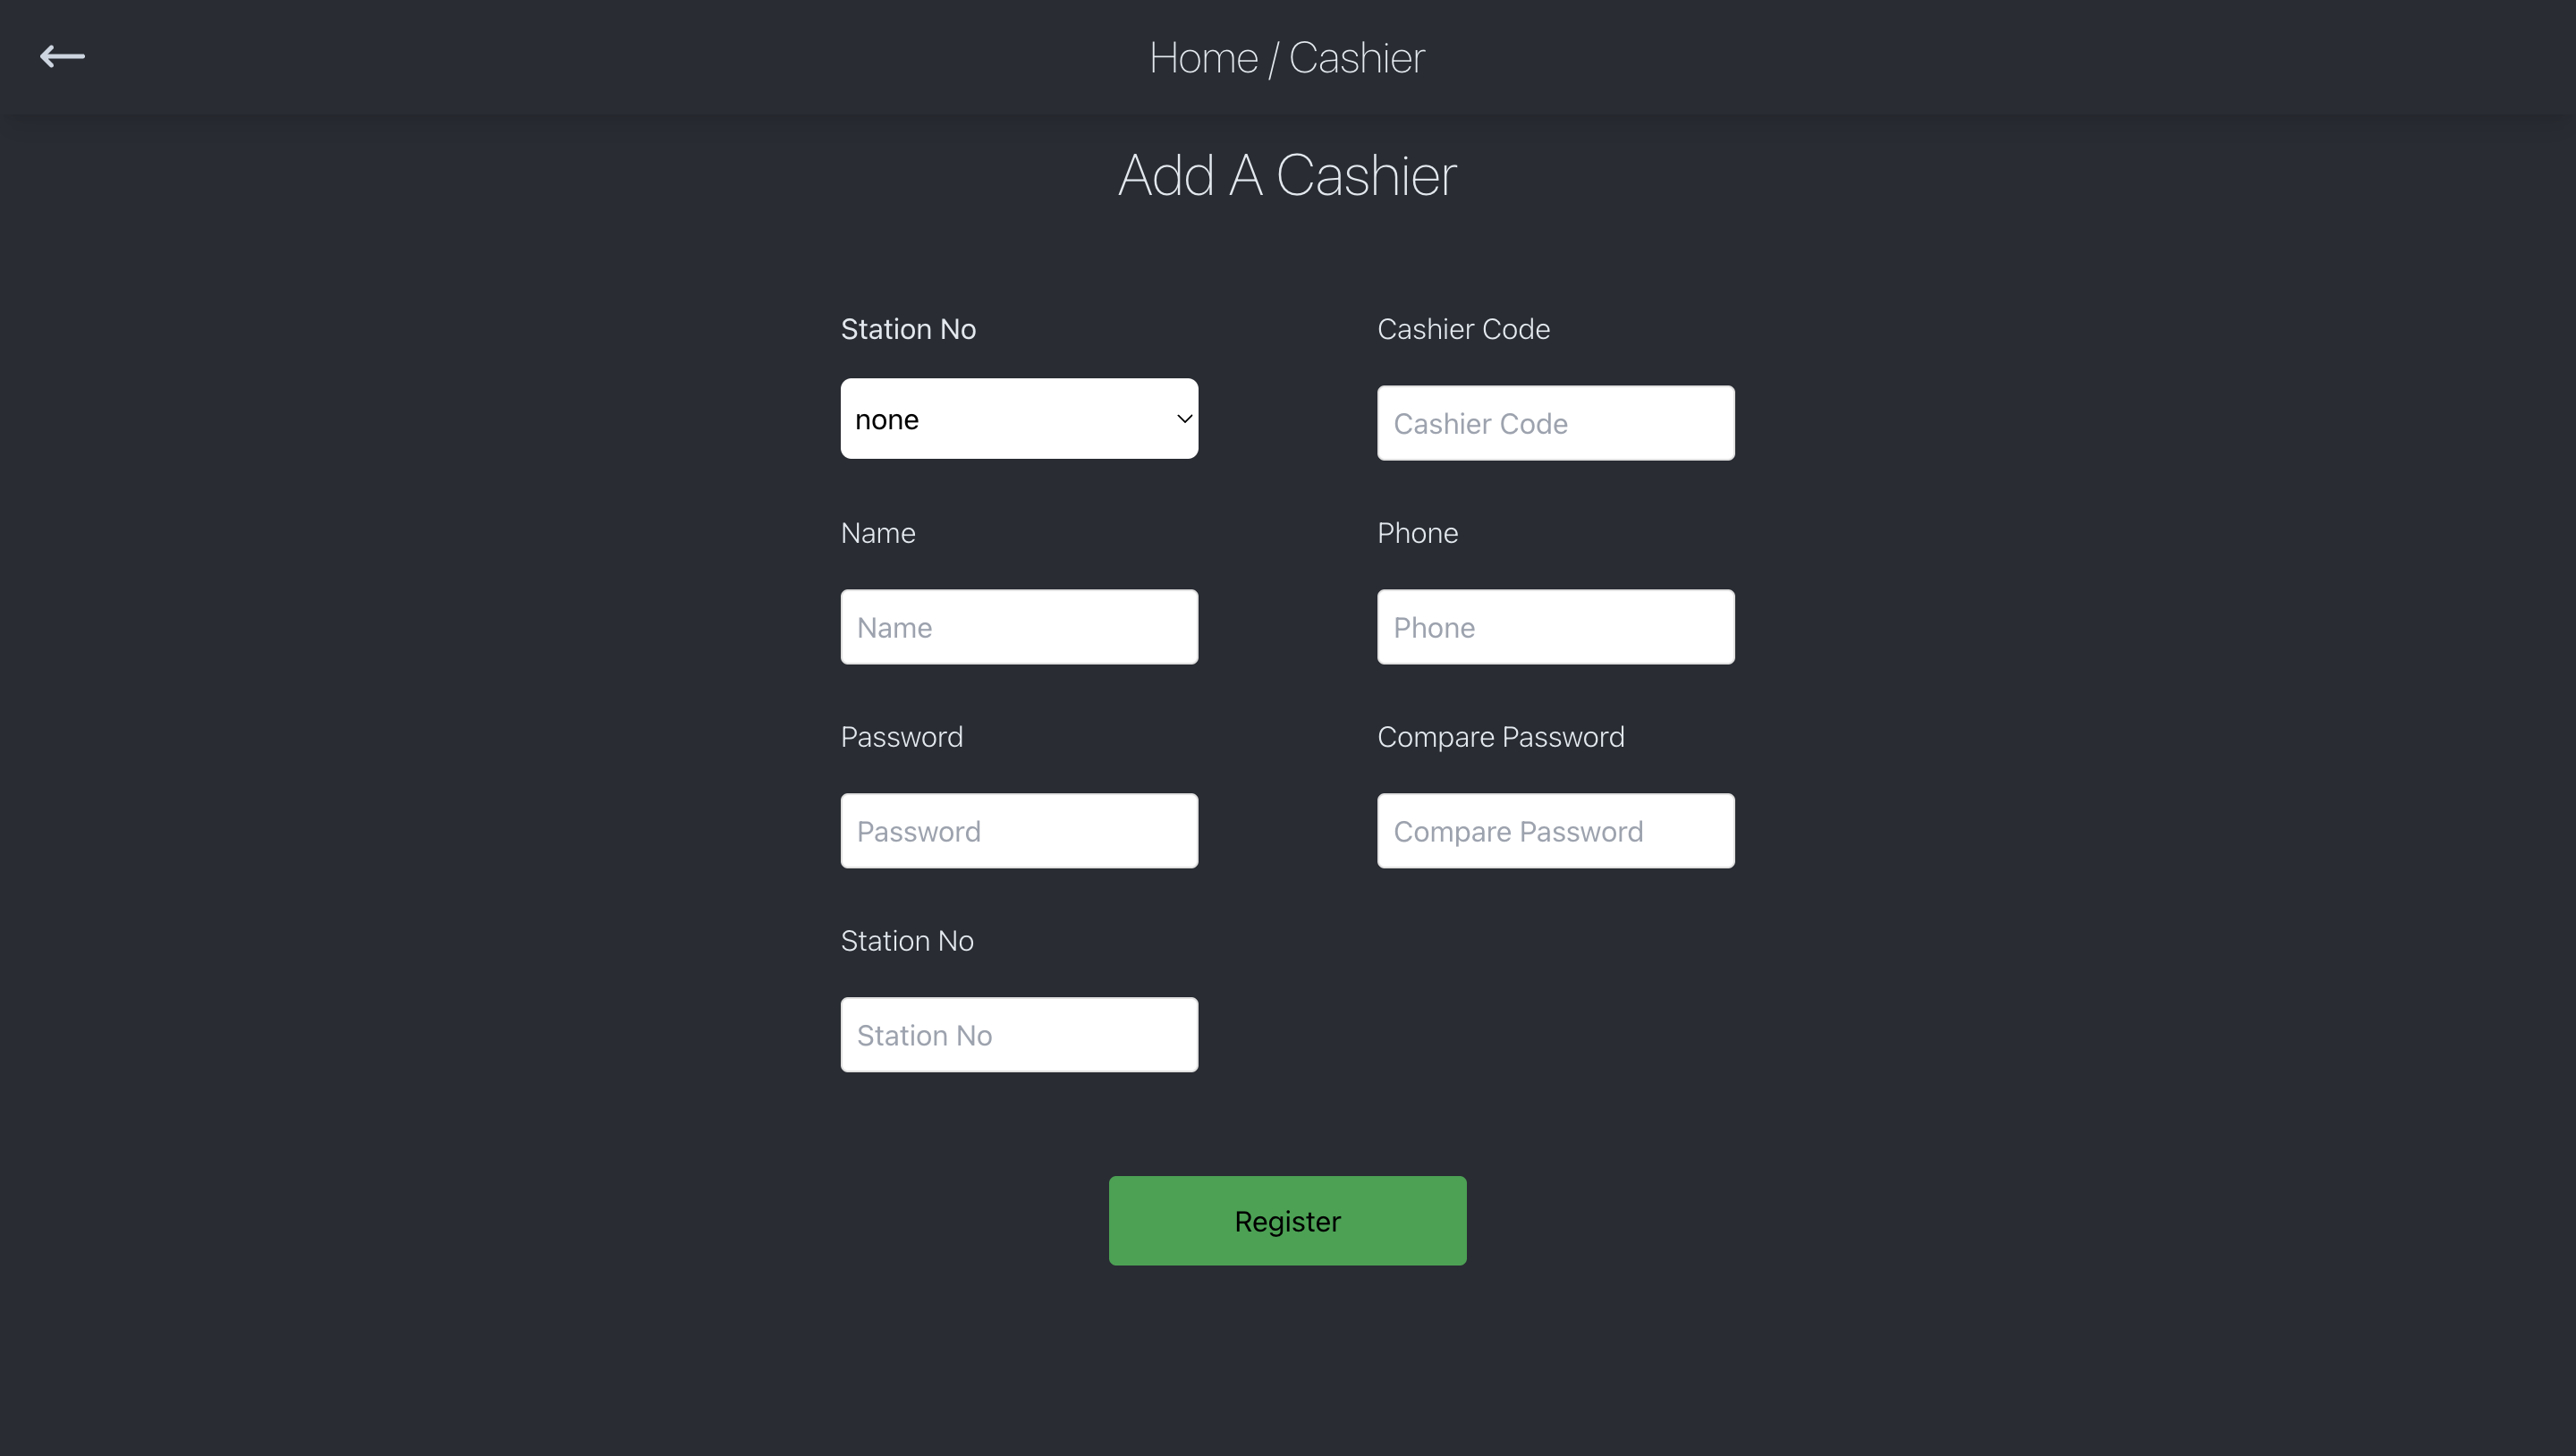 Home / Cashier
Add A Cashier
Station No
Cashier Code
none
Cashier Code
Name
Phone
Name
Phone
Password
Compare Password
Password
Compare Password
Station No
Station No
Register